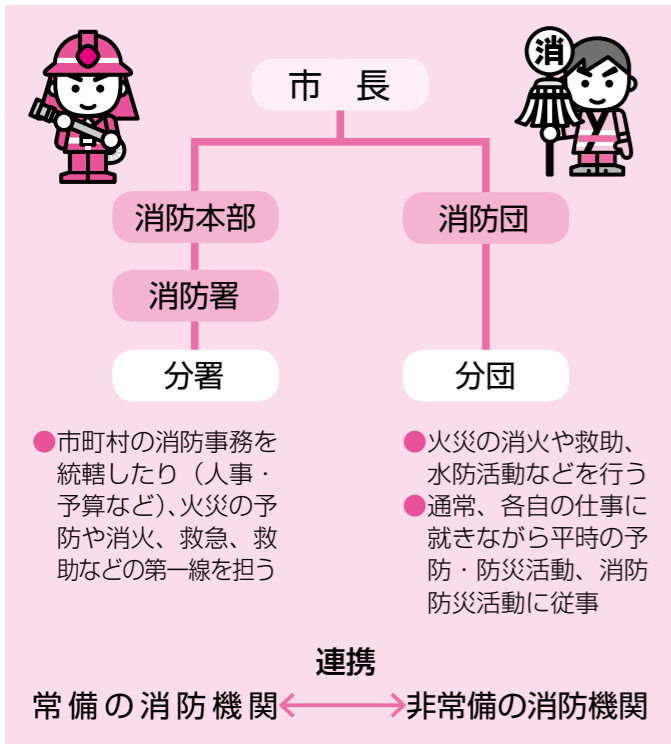 消
市 長
消防本部
消防団
消防署
分署
分団
●市町村の消防事務を
統轄したり（人事・
予算など）、火災の予
防や消火、救急、救
助などの第一線を担う
●火災の消火や救助、
水防活動などを行う
●通常、各自の仕事に
就きながら平時の予
防・防災活動、消防
防災活動に従事
連携
常備の消防機関
非常備の消防機関